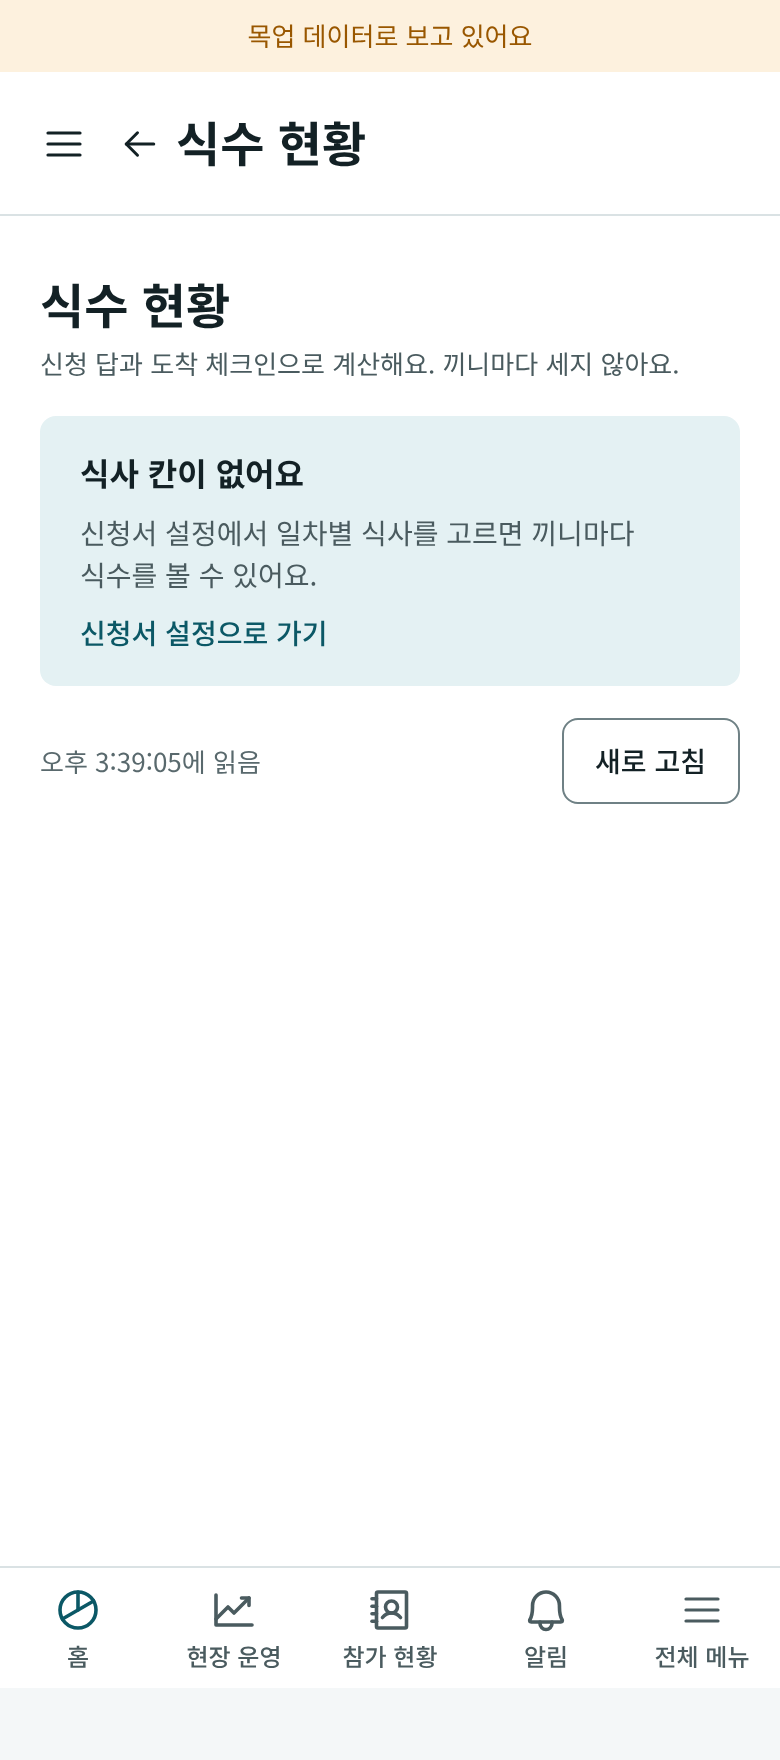 목업 데이터로 보고 있어요
식수 현황
식수 현황
신청 답과 도착 체크인으로 계산해요. 끼니마다 세지 않아요.
식사 칸이 없어요
신청서 설정에서 일차별 식사를 고르면 끼니마다
식수를 볼 수 있어요.
신청서 설정으로 가기
오후 3:39:05에 읽음
새로 고침
홈
현장 운영
참가 현황
알림
전체 메뉴